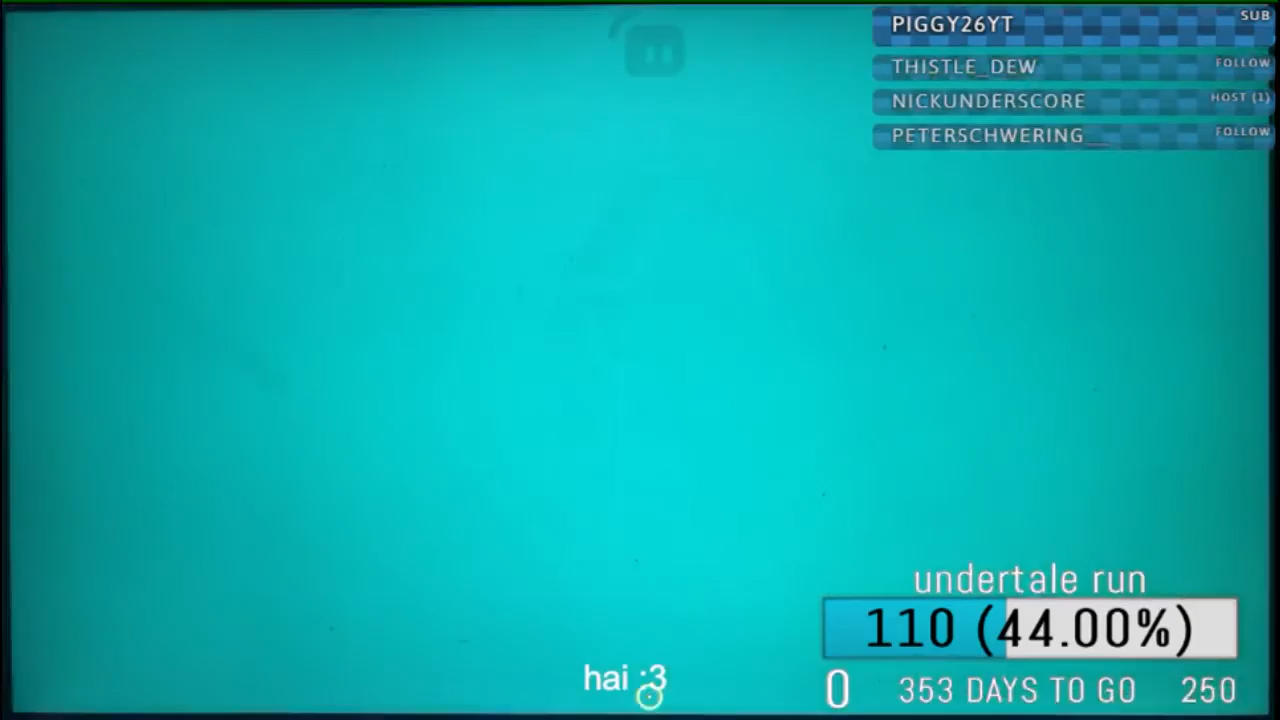 PIGGY26YT SUB
THISTLE_DEW FOLLOW
NICKUNDERSCORE HOST (1)
PETERSCHWERING__ FOLLOW
undertale run
110 (44.00%)
0 353 DAYS TO GO 250
hai :3